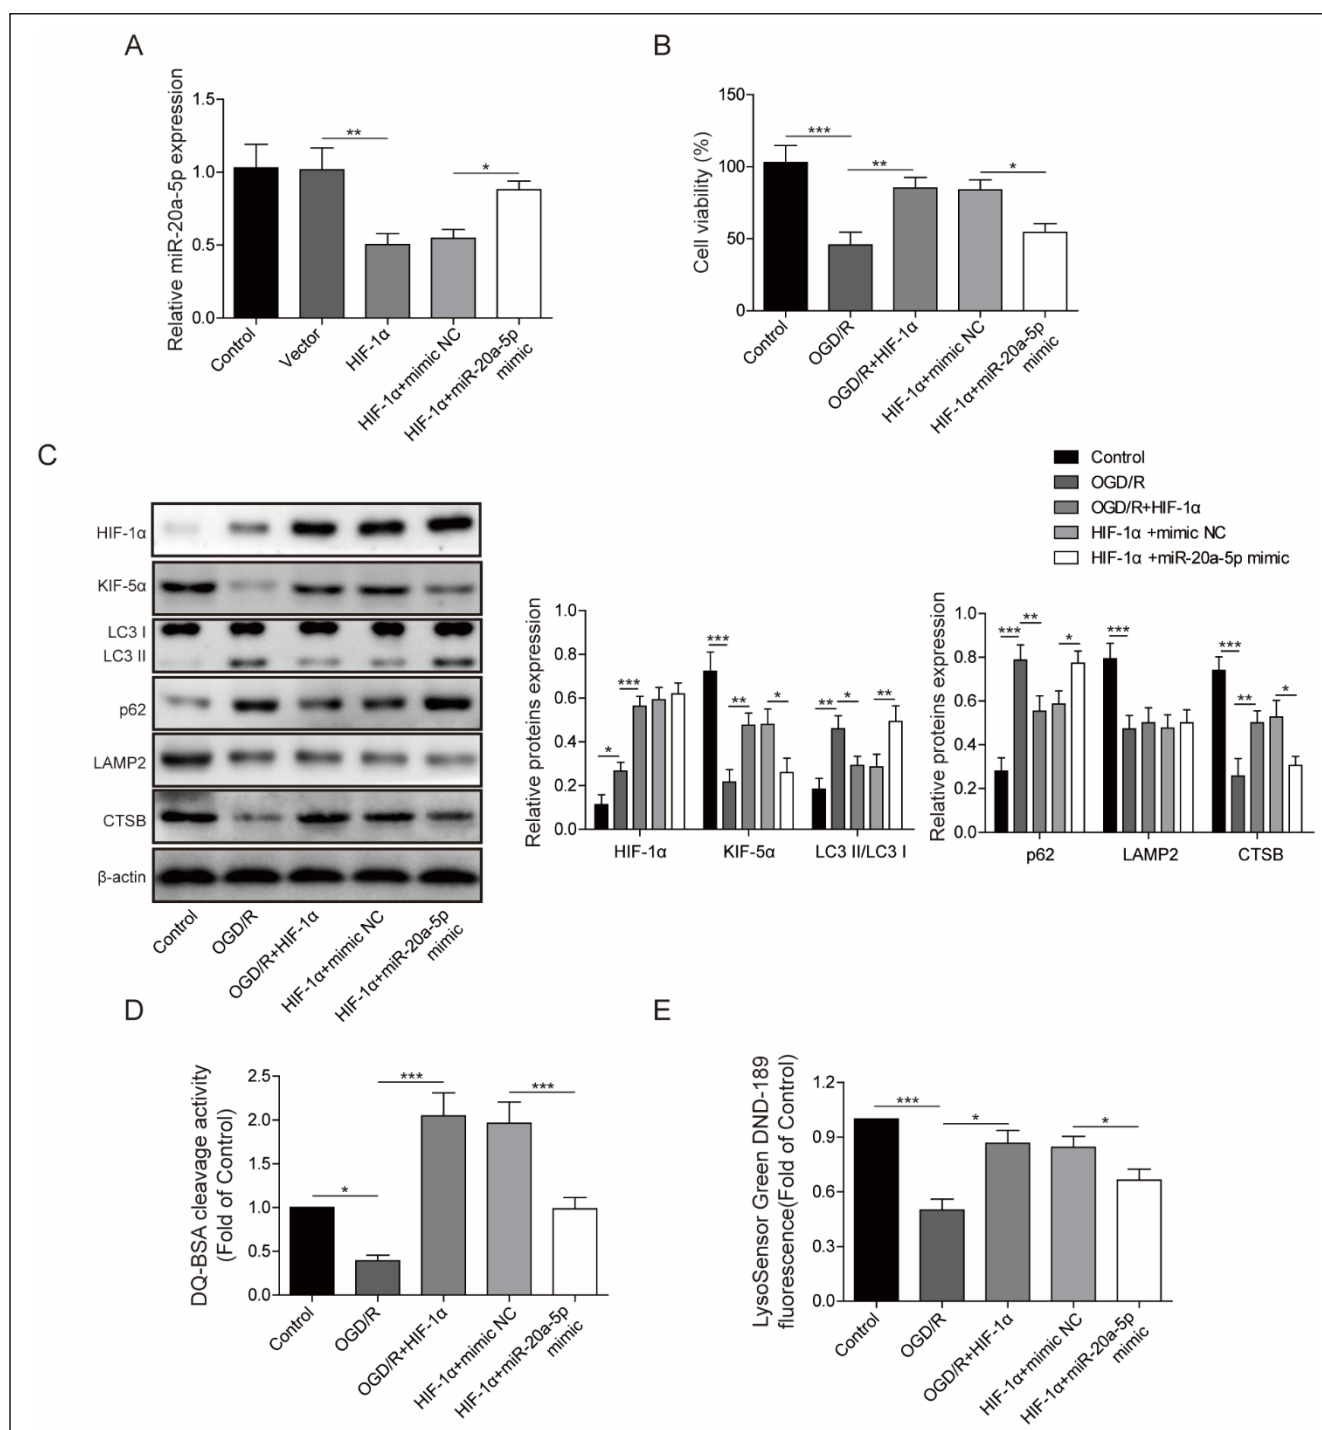 A
Relative miR-20a-5p expression
1.5
1.0
0.5
0.0
**
*
Control
Vector
HIF-1α
HIF-1α+mimic NC
HIF-1α+miR-20a-5p
mimic
B
Cell viability (%)
150
100
50
0
***
**
*
Control
OGD/R
OGD/R+HIF-1α
HIF-1α+mimic NC
HIF-1α+miR-20a-5p
mimic
C
HIF-1α
KIF-5α
LC3 I
LC3 II
p62
LAMP2
CTSB
β-actin
Control
OGD/R
OGD/R+HIF-1α
HIF-1α+mimic NC
HIF-1α+miR-20a-5p
mimic
Control
OGD/R
OGD/R+HIF-1α
HIF-1α +mimic NC
HIF-1α +miR-20a-5p mimic
Relative proteins expression
1.0
0.8
0.6
0.4
0.2
0.0
*
***
***
**
*
**
*
**
HIF-1α
KIF-5α
LC3 II/LC3 I
Relative proteins expression
1.0
0.8
0.6
0.4
0.2
0.0
***
**
*
***
***
**
*
p62
LAMP2
CTSB
D
DQ-BSA cleavage activity
(Fold of Control)
2.5
2.0
1.5
1.0
0.5
0.0
*
***
***
Control
OGD/R
OGD/R+HIF-1α
HIF-1α+mimic NC
HIF-1α+miR-20a-5p
mimic
E
LysoSensor Green DND-189
fluorescence(Fold of Control)
1.2
0.9
0.6
0.3
0.0
***
*
*
Control
OGD/R
OGD/R+HIF-1α
HIF-1α+mimic NC
HIF-1α+miR-20a-5p
mimic